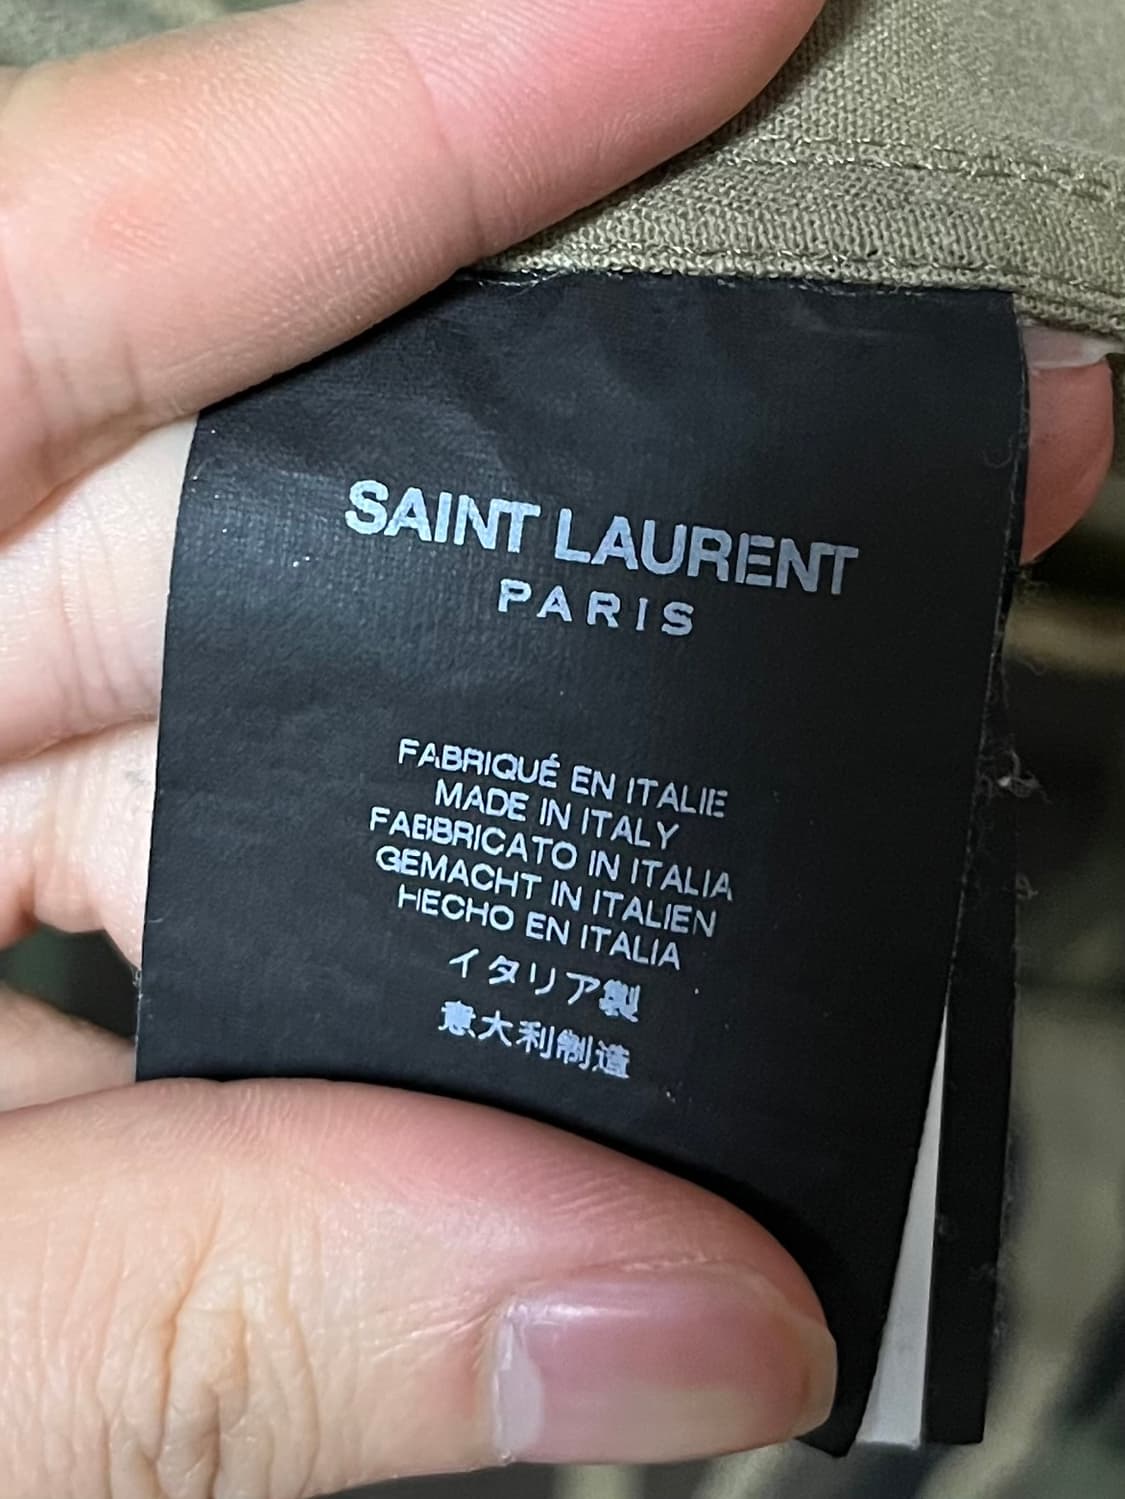 SAINT LAURENT
PARIS
FABRIQUÉ EN ITALIE
MADE IN ITALY
FABBRICATO IN ITALIA
GEMACHT IN ITALIEN
HECHO EN ITALIA
イタリア製
意大利制造